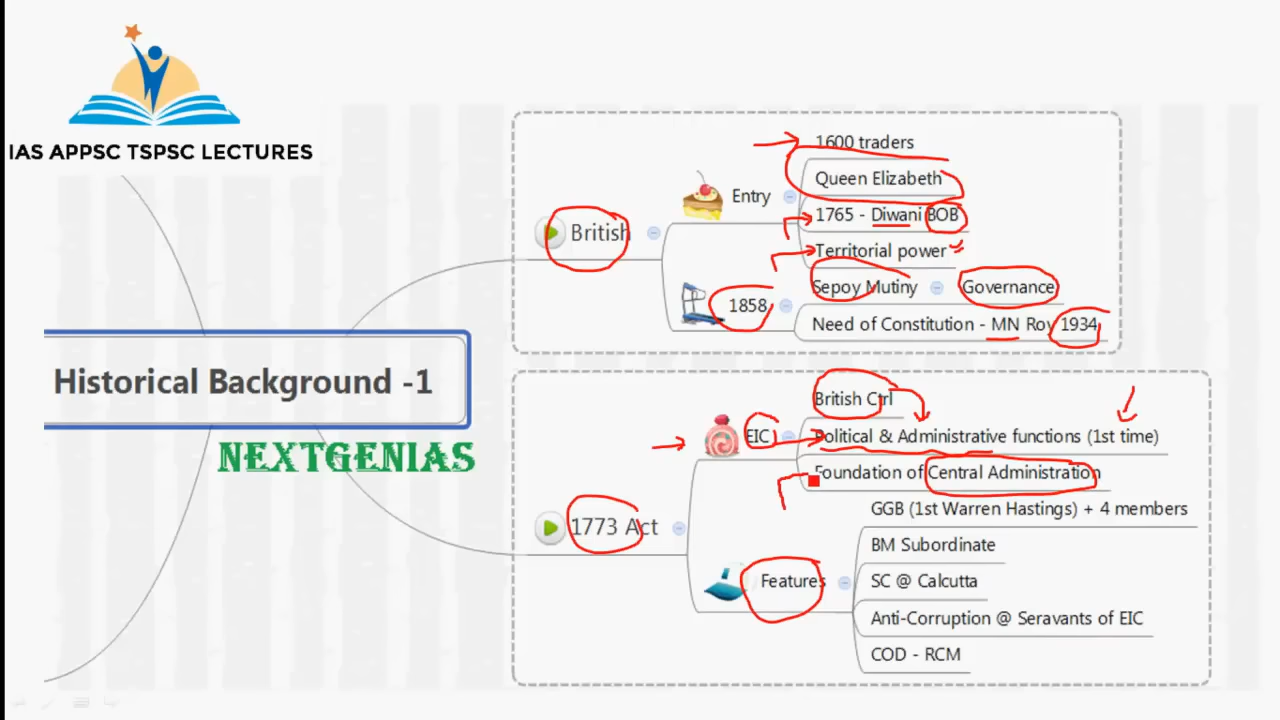 IAS APPSC TSPSC LECTURES
Historical Background -1
NEXTGENIAS
British
Entry
1600 traders
Queen Elizabeth
1765 - Diwani BOB
Territorial power
1858
Sepoy Mutiny
Governance
Need of Constitution - MN Roy 1934
1773 Act
EIC
British Ctrl
Political & Administrative functions (1st time)
Foundation of Central Administration
Features
GGB (1st Warren Hastings) + 4 members
BM Subordinate
SC @ Calcutta
Anti-Corruption @ Seravants of EIC
COD - RCM